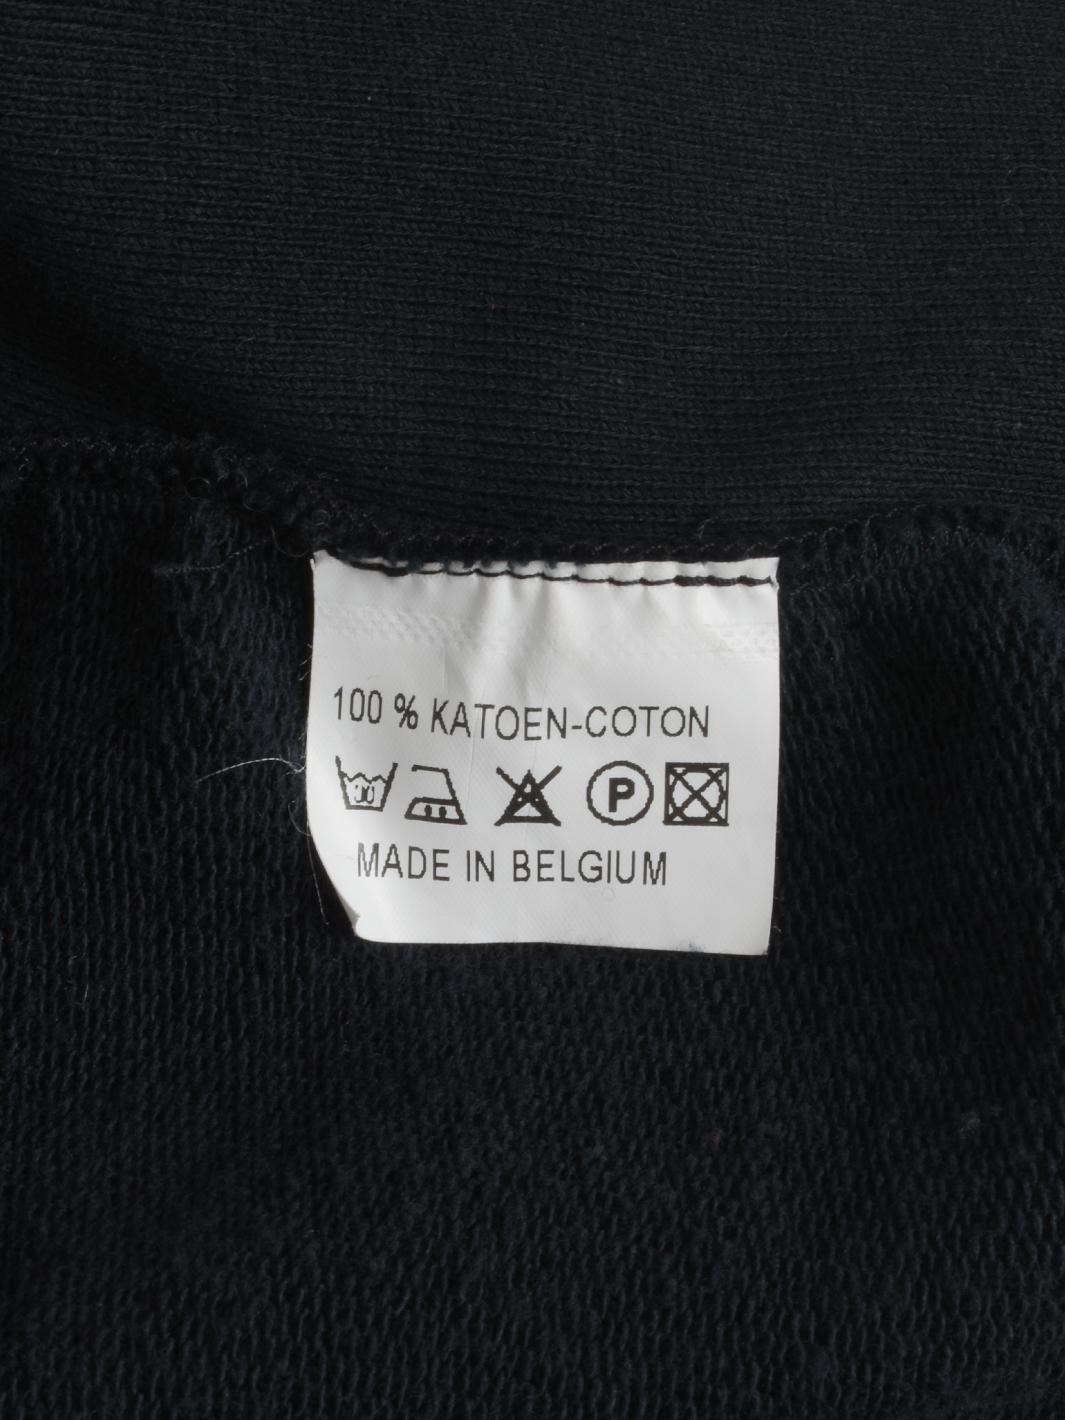 100 % KATOEN-COTON
P
MADE IN BELGIUM